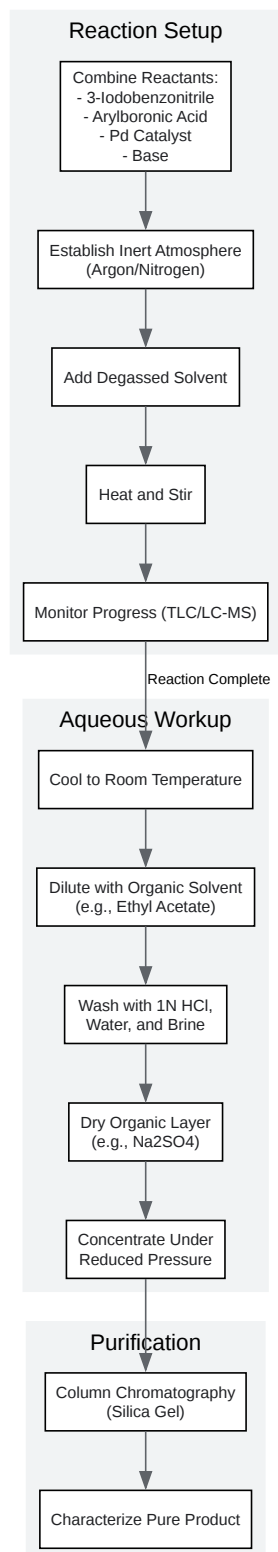 Reaction Setup
Combine Reactants:
- 3-Iodobenzonitrile
- Arylboronic Acid
- Pd Catalyst
- Base
Establish Inert Atmosphere
(Argon/Nitrogen)
Add Degassed Solvent
Heat and Stir
Monitor Progress (TLC/LC-MS)
Reaction Complete
Aqueous Workup
Cool to Room Temperature
Dilute with Organic Solvent
(e.g., Ethyl Acetate)
Wash with 1N HCl,
Water, and Brine
Dry Organic Layer
(e.g., Na2SO4)
Concentrate Under
Reduced Pressure
Purification
Column Chromatography
(Silica Gel)
Characterize Pure Product